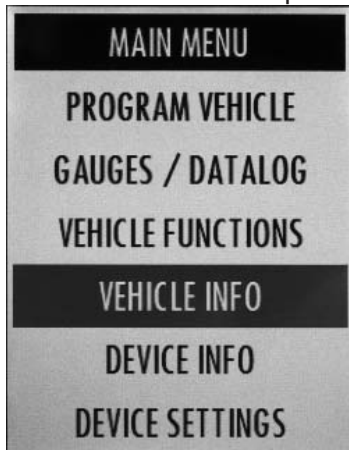 MAIN MENU
PROGRAM VEHICLE
GAUGES / DATALOG
VEHICLE FUNCTIONS
VEHICLE INFO
DEVICE INFO
DEVICE SETTINGS